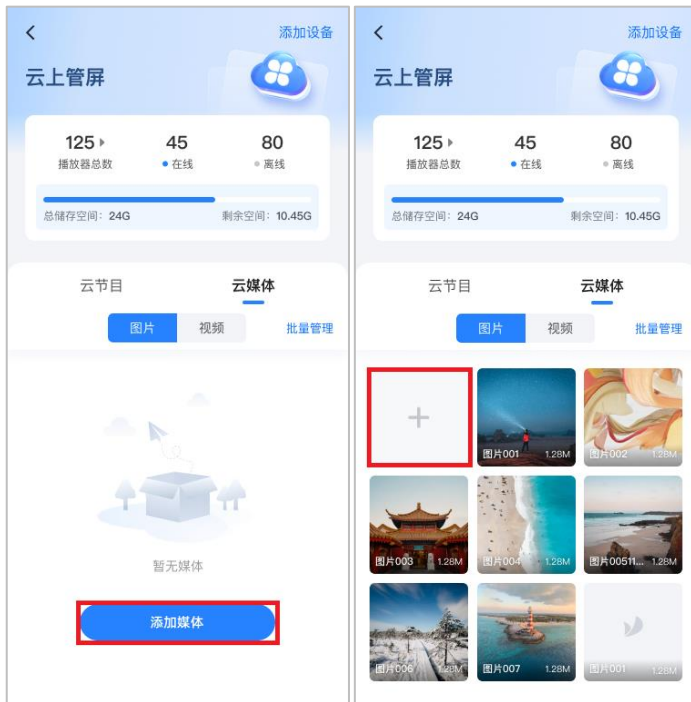 添加设备
云上管屏
125 45 80
播放器总数 在线 离线
总储存空间: 24G 剩余空间: 10.45G
云节目 云媒体
图片 视频 批量管理
暂无媒体
添加媒体
添加设备
云上管屏
125 45 80
播放器总数 在线 离线
总储存空间: 24G 剩余空间: 10.45G
云节目 云媒体
图片 视频 批量管理
图片001 1.28M 图片002 1.28M
图片003 1.28M 图片004 1.28M 图片00511... 1.28M
图片006 1.28M 图片007 1.28M 图片001 1.28M